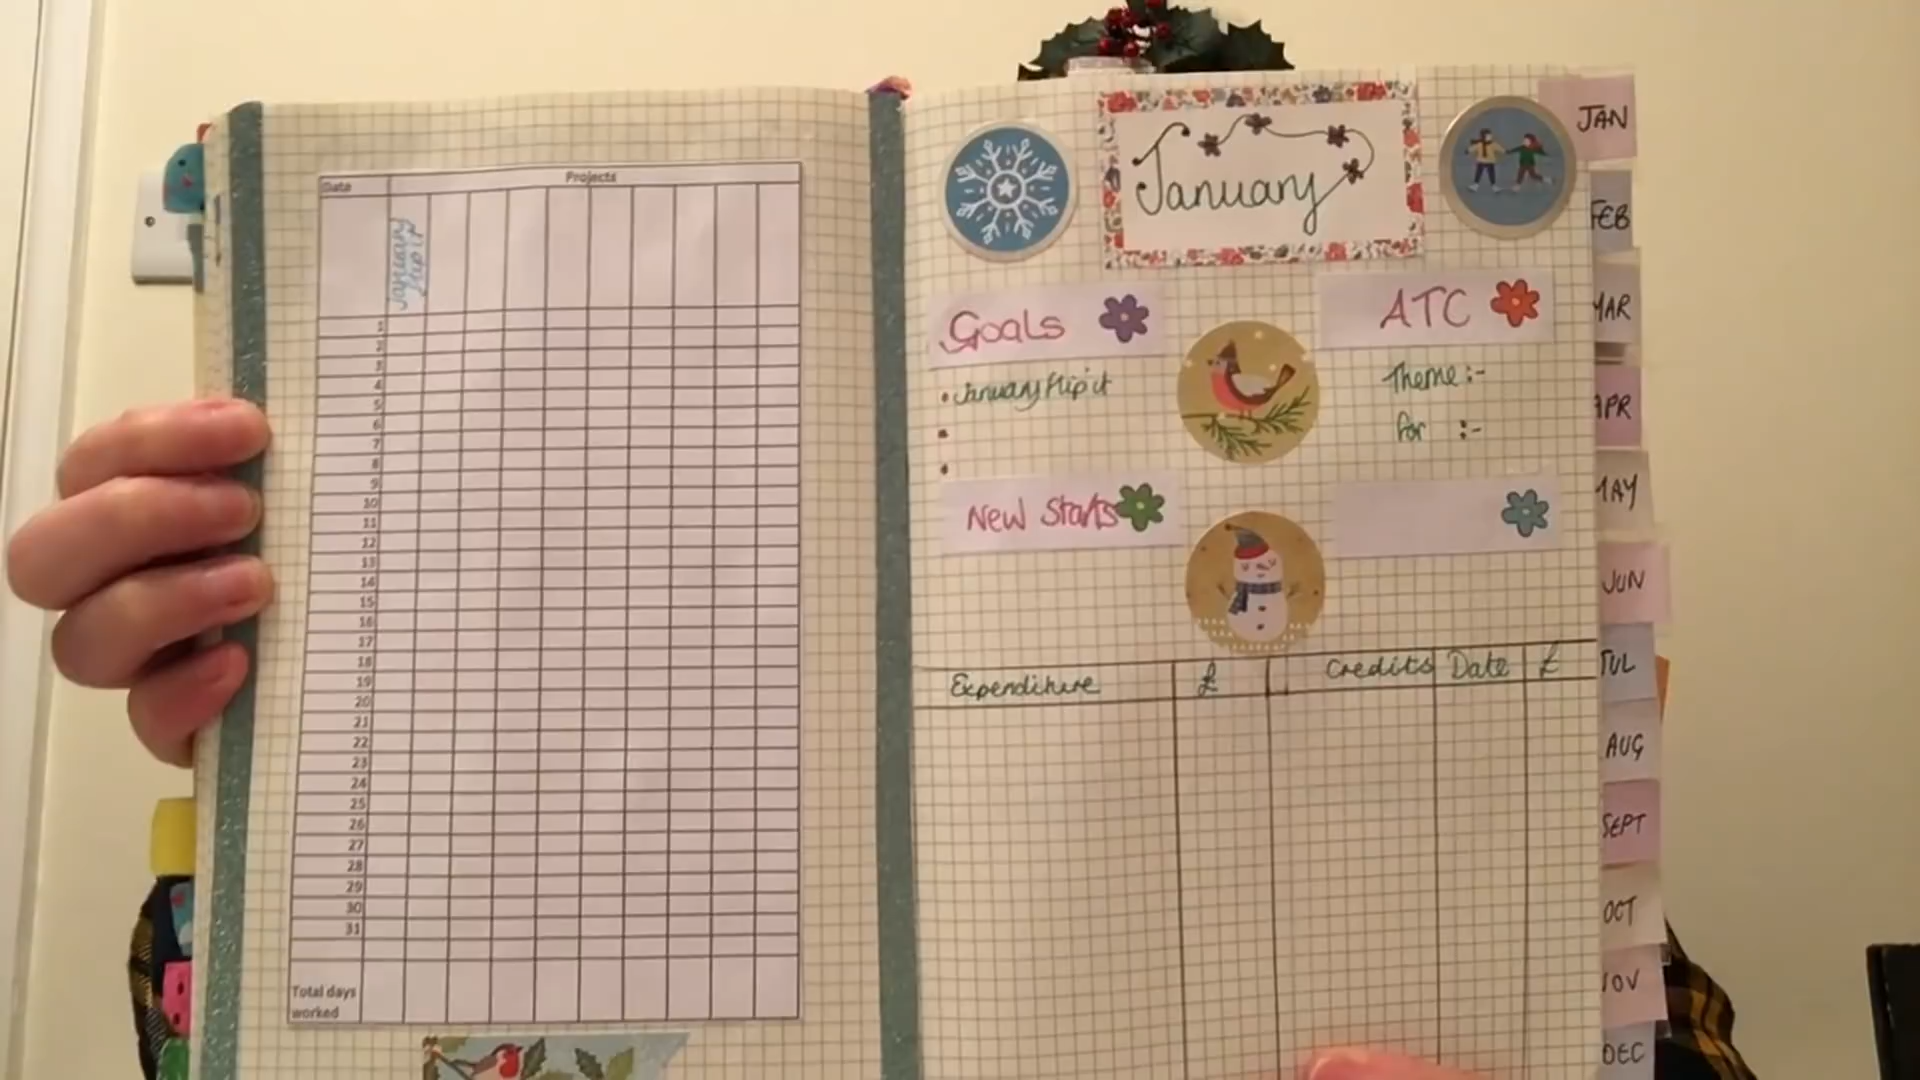 Date
Projects
January
flip it
1
2
3
4
5
6
7
8
9
10
11
12
13
14
15
16
17
18
19
20
21
22
23
24
25
26
27
28
29
30
31
Total days
worked
January
Goals
ATC
• January flip it
Theme :-
for :-
New Starts
Expenditure £ Credits Date £
JAN
FEB
MAR
APR
MAY
JUN
JUL
AUG
SEPT
OCT
NOV
DEC